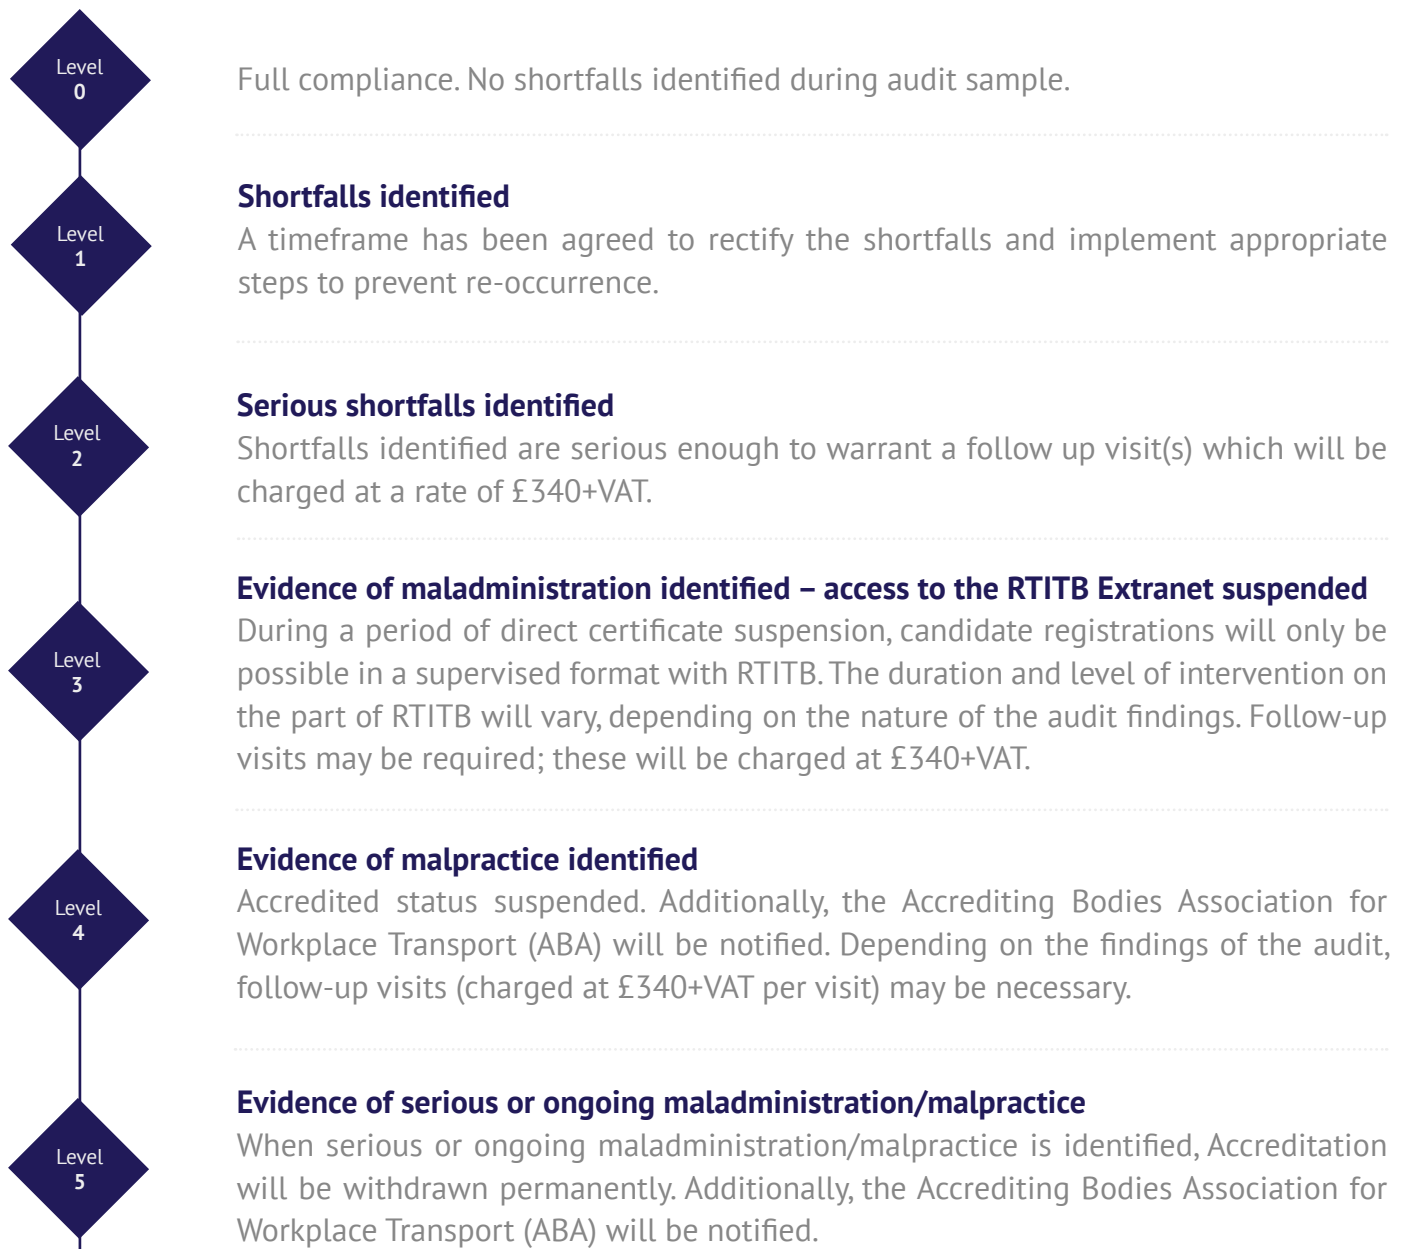 Level
0
Full compliance. No shortfalls identified during audit sample.
Level
1
Shortfalls identified
A timeframe has been agreed to rectify the shortfalls and implement appropriate
steps to prevent re-occurrence.
Level
2
Serious shortfalls identified
Shortfalls identified are serious enough to warrant a follow up visit(s) which will be
charged at a rate of £340+VAT.
Level
3
Evidence of maladministration identified – access to the RTITB Extranet suspended
During a period of direct certificate suspension, candidate registrations will only be
possible in a supervised format with RTITB. The duration and level of intervention on
the part of RTITB will vary, depending on the nature of the audit findings. Follow-up
visits may be required; these will be charged at £340+VAT.
Level
4
Evidence of malpractice identified
Accredited status suspended. Additionally, the Accrediting Bodies Association for
Workplace Transport (ABA) will be notified. Depending on the findings of the audit,
follow-up visits (charged at £340+VAT per visit) may be necessary.
Level
5
Evidence of serious or ongoing maladministration/malpractice
When serious or ongoing maladministration/malpractice is identified, Accreditation
will be withdrawn permanently. Additionally, the Accrediting Bodies Association for
Workplace Transport (ABA) will be notified.